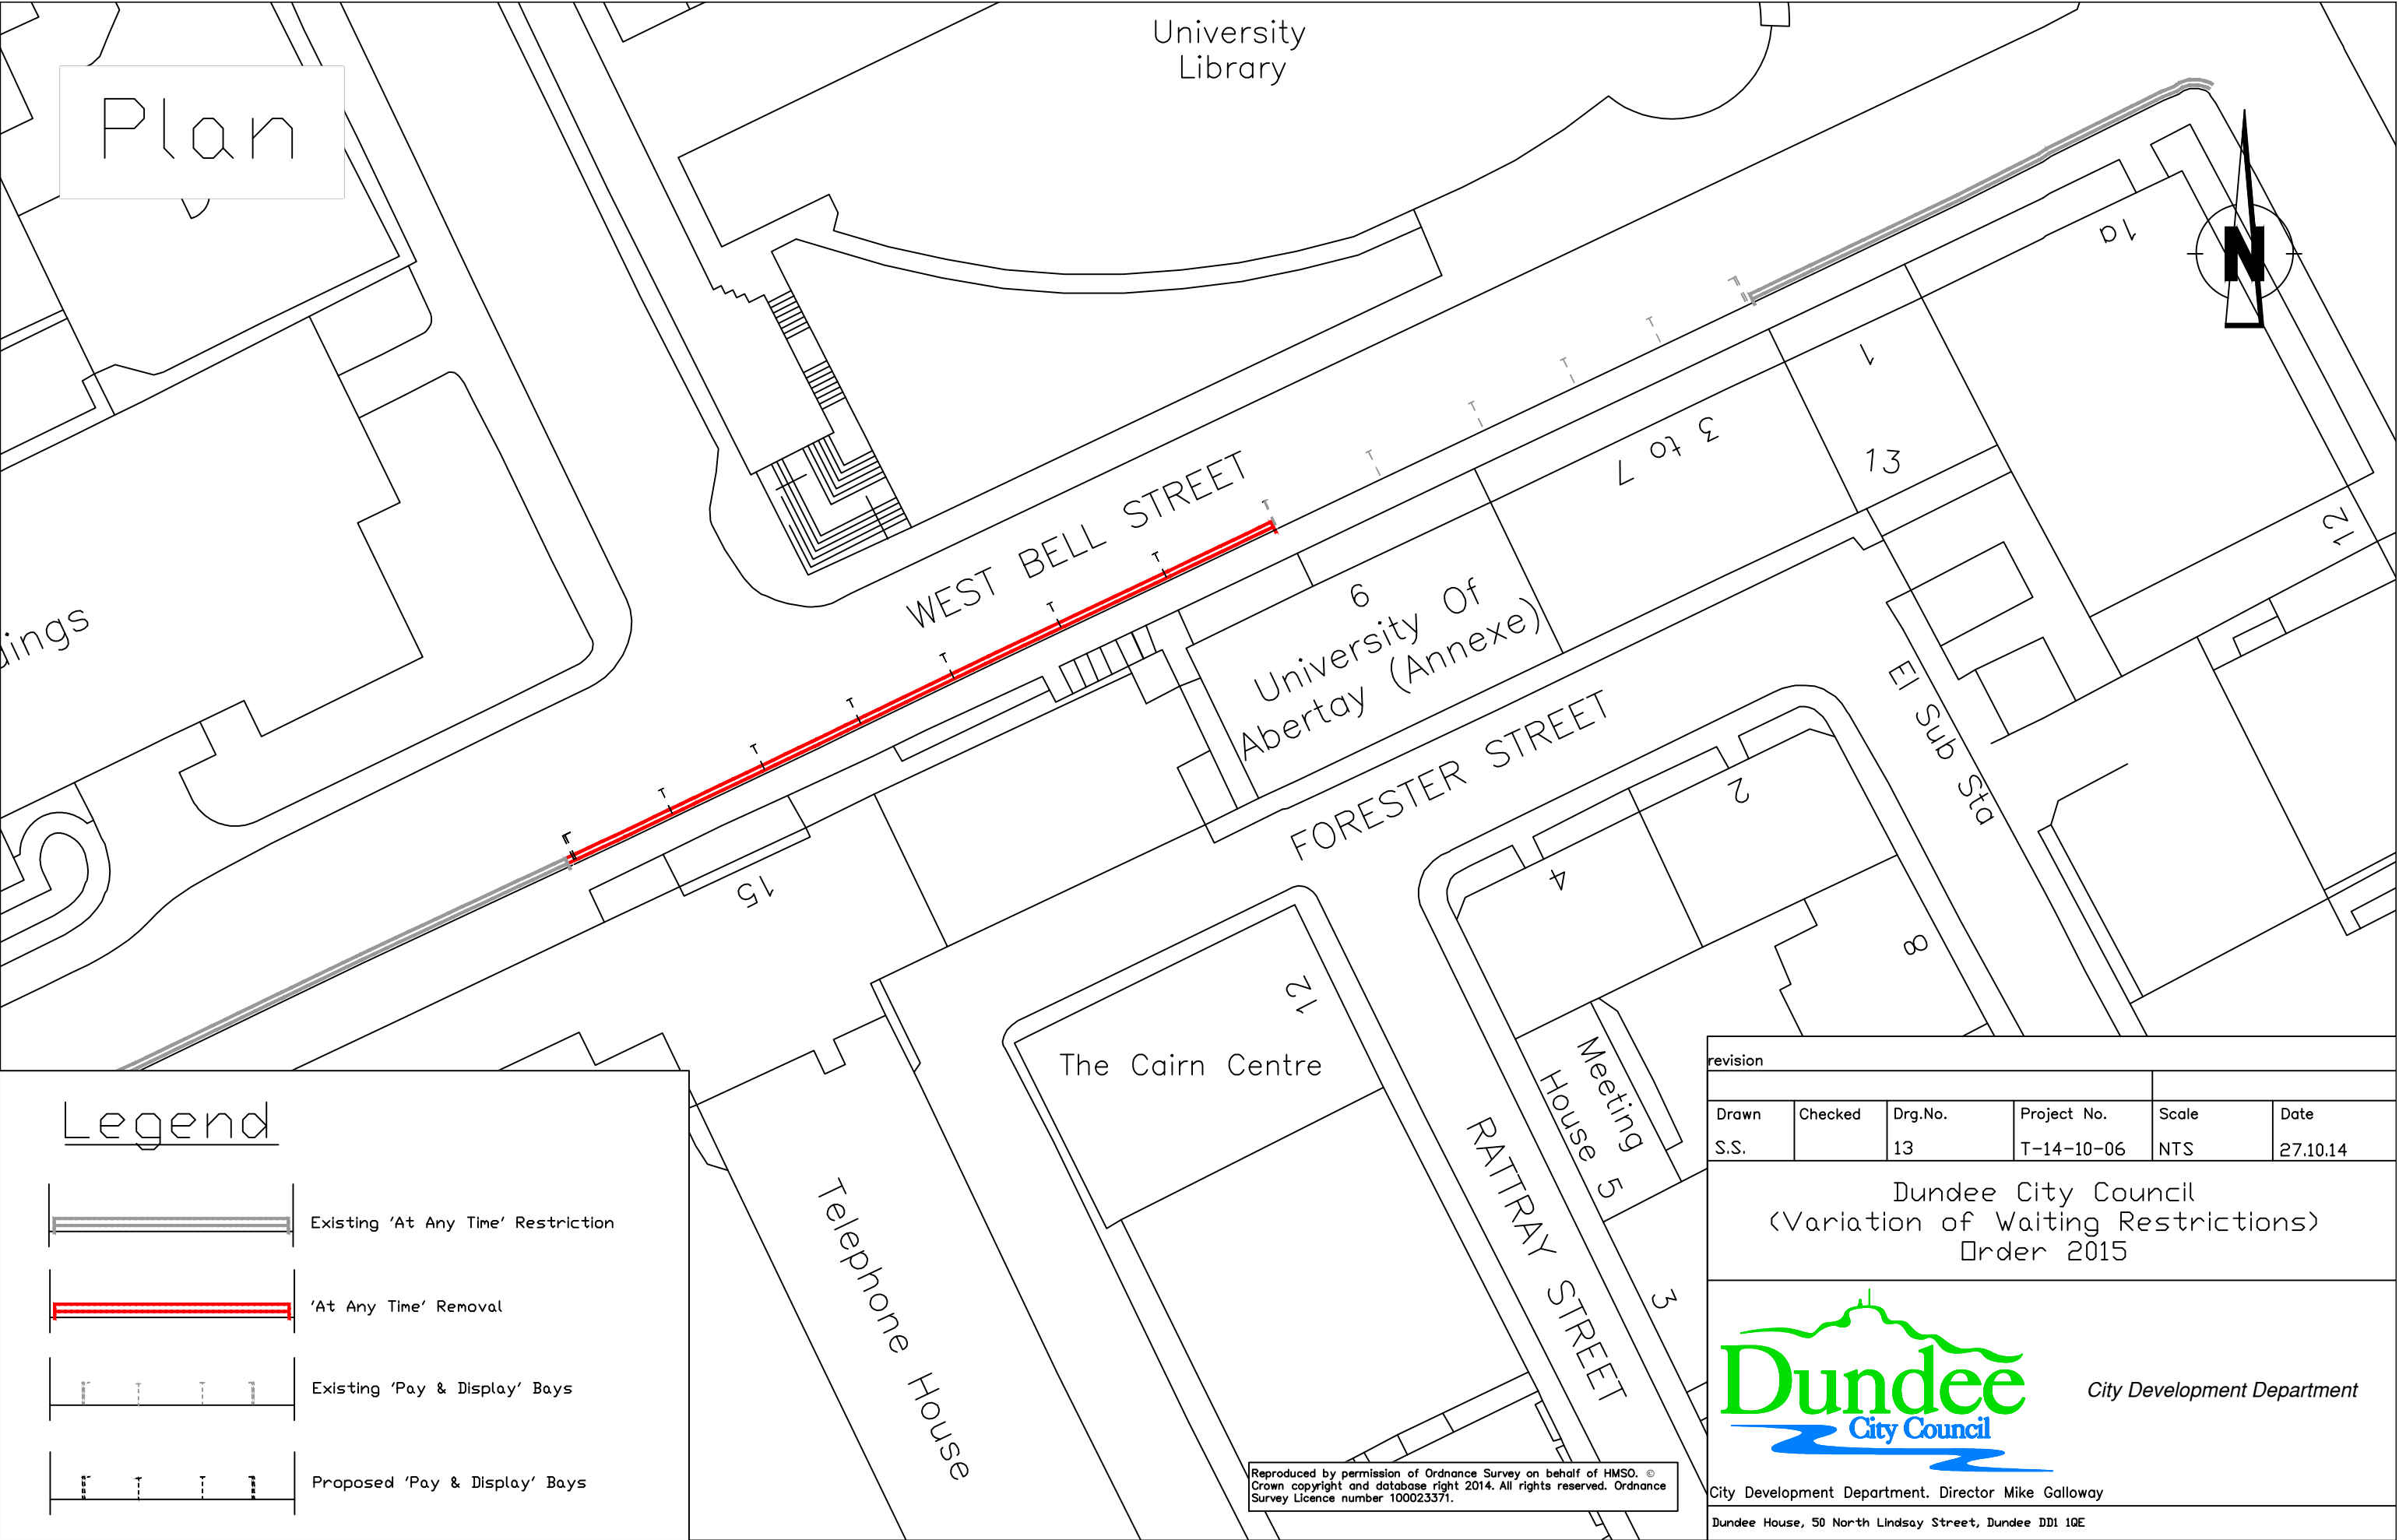 Plan
University
Library
1a
N
1
3 to 7
13
12
WEST BELL STREET
9
University Of
Abertay (Annexe)
FORESTER STREET
El Sub Sta
15
2
4
8
12
The Cairn Centre
Meeting
House 5
3
RATTRAY STREET
Telephone House
Legend
Existing 'At Any Time' Restriction
'At Any Time' Removal
Existing 'Pay & Display' Bays
Proposed 'Pay & Display' Bays
Reproduced by permission of Ordnance Survey on behalf of HMSO. ©
Crown copyright and database right 2014. All rights reserved. Ordnance
Survey Licence number 100023371.
revision
Drawn Checked Drg.No. Project No. Scale Date
S.S. 13 T-14-10-06 NTS 27.10.14
Dundee City Council
(Variation of Waiting Restrictions)
Order 2015
Dundee
City Council
City Development Department
City Development Department. Director Mike Galloway
Dundee House, 50 North Lindsay Street, Dundee DD1 1QE